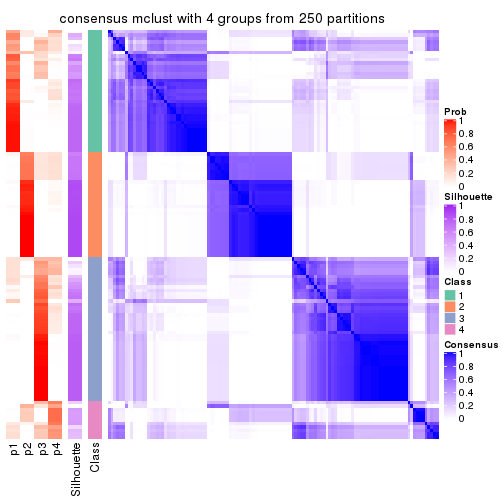 consensus mclust with 4 groups from 250 partitions
Prob
1
0.8
0.6
0.4
0.2
0
Silhouette
1
0.8
0.6
0.4
0.2
0
Class
1
2
3
4
Consensus
1
0.8
0.6
0.4
0.2
0
p1
p2
p3
p4
Silhouette
Class